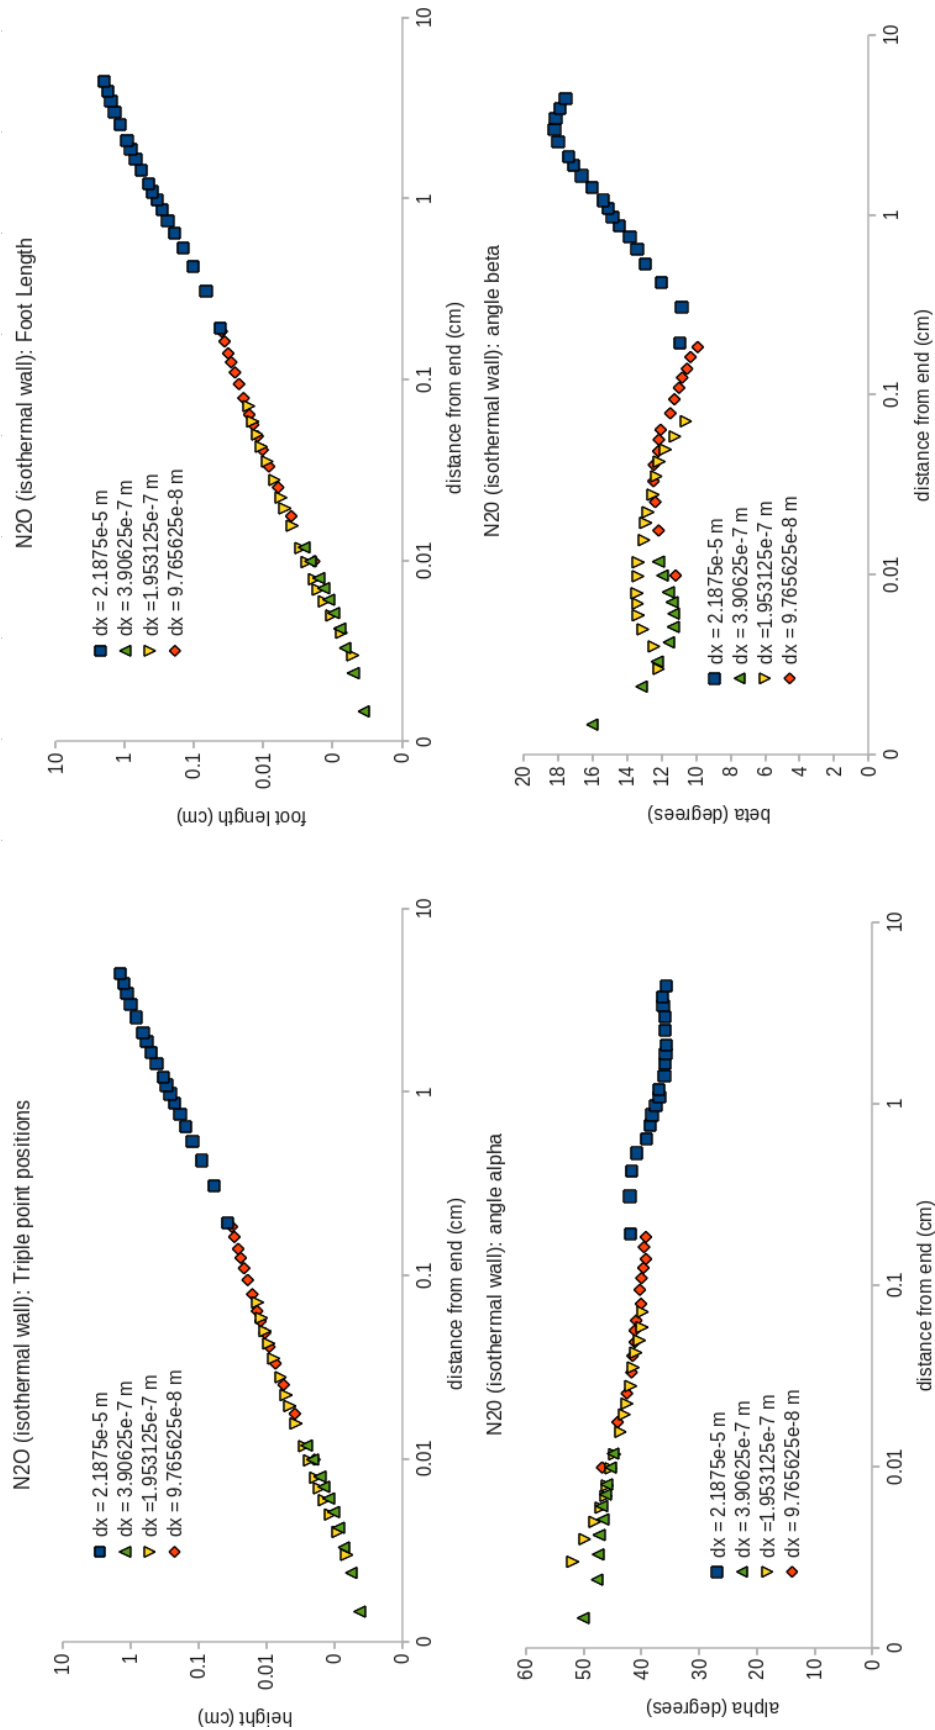 N2O (isothermal wall): Triple point positions
height (cm)
10
1
0.1
0.01
0
0
dx = 2.1875e-5 m
dx = 3.90625e-7 m
dx =1.953125e-7 m
dx = 9.765625e-8 m
0
0.01
0.1
1
10
distance from end (cm)
N2O (isothermal wall): Foot Length
foot length (cm)
10
1
0.1
0.01
0
0
dx = 2.1875e-5 m
dx = 3.90625e-7 m
dx =1.953125e-7 m
dx = 9.765625e-8 m
0
0.01
0.1
1
10
distance from end (cm)
N20 (isothermal wall): angle alpha
alpha (degrees)
60
50
40
30
20
10
0
dx = 2.1875e-5 m
dx = 3.90625e-7 m
dx =1.953125e-7 m
dx = 9.765625e-8 m
0
0.01
0.1
1
10
distance from end (cm)
N20 (isothermal wall): angle beta
beta (degrees)
20
18
16
14
12
10
8
6
4
2
0
dx = 2.1875e-5 m
dx = 3.90625e-7 m
dx =1.953125e-7 m
dx = 9.765625e-8 m
0
0.01
0.1
1
10
distance from end (cm)